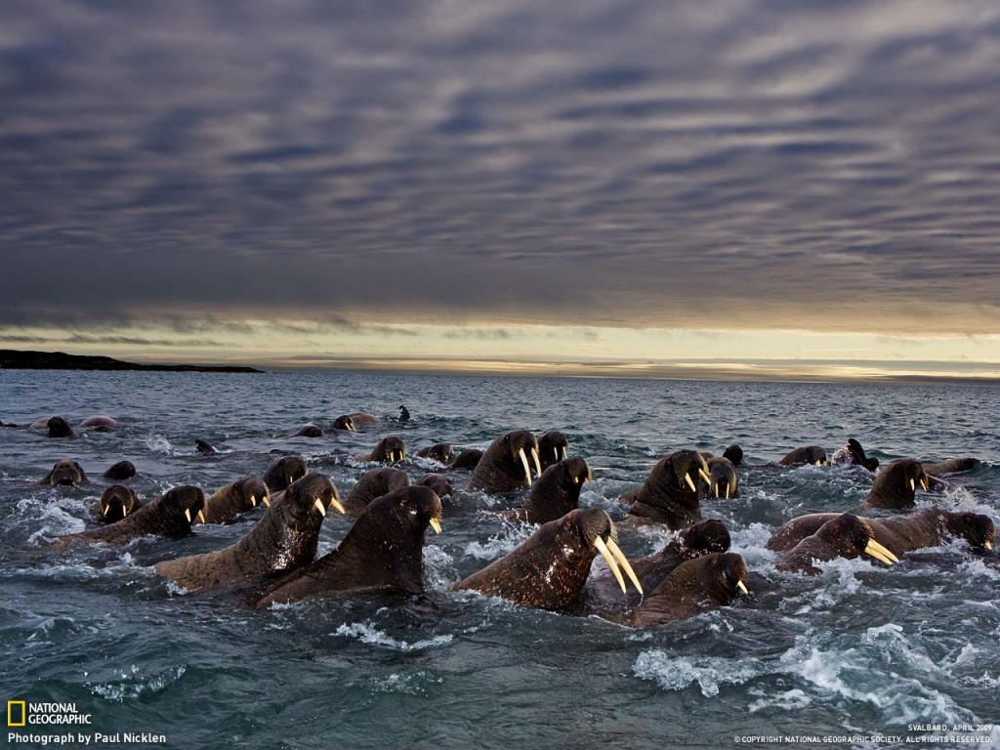 NATIONAL
GEOGRAPHIC
Photograph by Paul Nicklen
SVALBARD, APRIL 2009
© COPYRIGHT NATIONAL GEOGRAPHIC SOCIETY. ALL RIGHTS RESERVED.